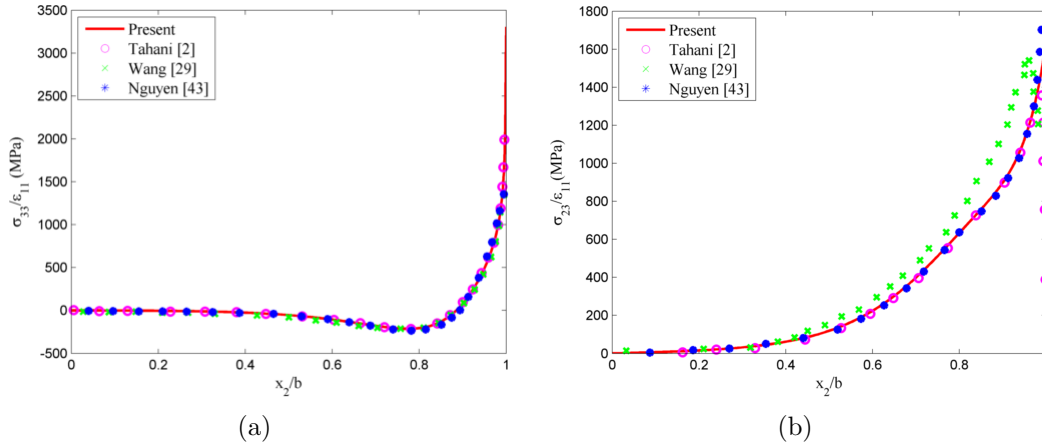 3500
3000
2500
2000
1500
1000
500
0
-500
σ33/ε11 (MPa)
Present
Tahani [2]
Wang [29]
Nguyen [43]
0 0.2 0.4 0.6 0.8 1
x2/b
(a)
1800
1600
1400
1200
1000
800
600
400
200
0
σ23/ε11 (MPa)
Present
Tahani [2]
Wang [29]
Nguyen [43]
0 0.2 0.4 0.6 0.8
x2/b
(b)